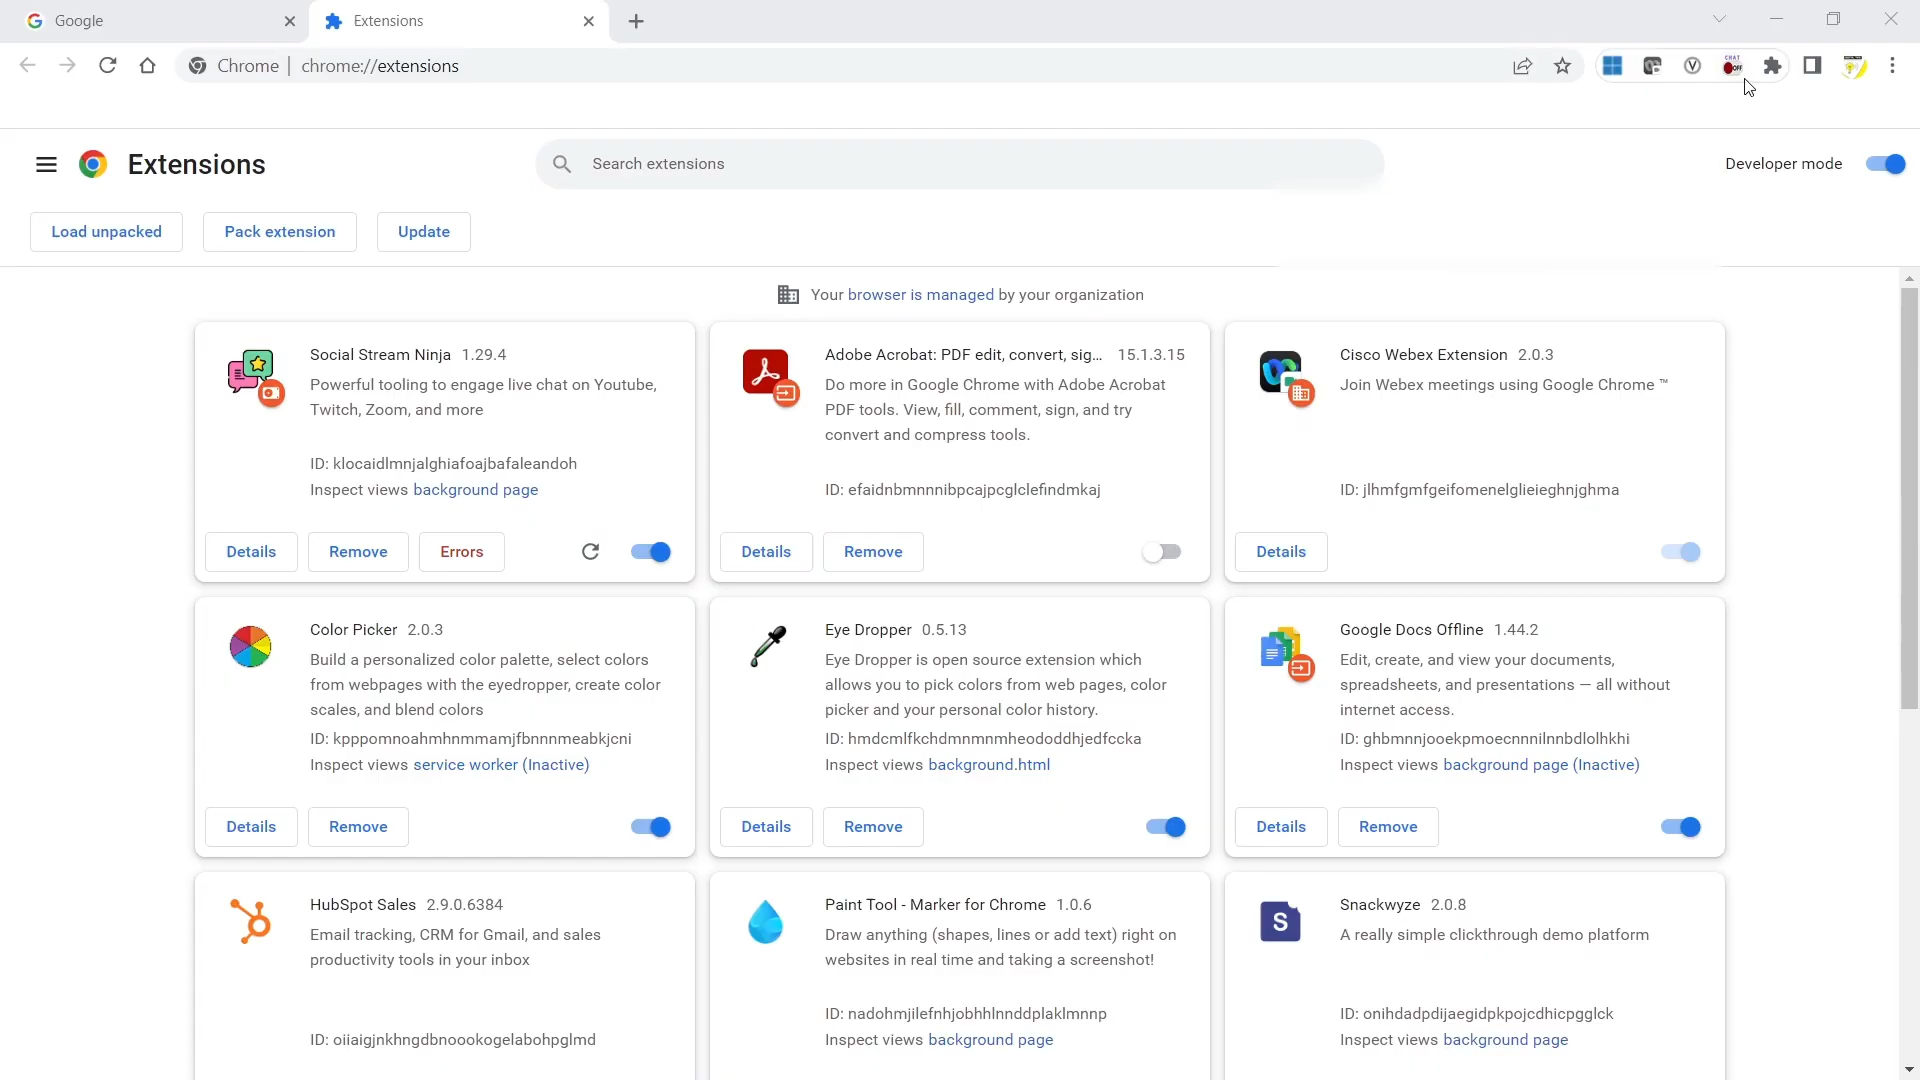 Google
Extensions
Chrome | chrome://extensions
CHAT
OFF
Extensions
Search extensions
Developer mode
Load unpacked
Pack extension
Update
Your browser is managed by your organization
Social Stream Ninja 1.29.4
Powerful tooling to engage live chat on Youtube,
Twitch, Zoom, and more
ID: klocaidlmnjalghiafoajbafaleandoh
Inspect views background page
Details
Remove
Errors
Adobe Acrobat: PDF edit, convert, sig... 15.1.3.15
Do more in Google Chrome with Adobe Acrobat
PDF tools. View, fill, comment, sign, and try
convert and compress tools.
ID: efaidnbmnnnibpcajpcglclefindmkaj
Details
Remove
Cisco Webex Extension 2.0.3
Join Webex meetings using Google Chrome ™
ID: jlhmfgmfgeifomenelglieieghnjghma
Details
Color Picker 2.0.3
Build a personalized color palette, select colors
from webpages with the eyedropper, create color
scales, and blend colors
ID: kpppomnoahmhnmmamjfbnnnmeabkjcni
Inspect views service worker (Inactive)
Details
Remove
Eye Dropper 0.5.13
Eye Dropper is open source extension which
allows you to pick colors from web pages, color
picker and your personal color history.
ID: hmdcmlfkchdmnmnmheododdhjedfccka
Inspect views background.html
Details
Remove
Google Docs Offline 1.44.2
Edit, create, and view your documents,
spreadsheets, and presentations — all without
internet access.
ID: ghbmnnjooekpmoecnnnilnnbdlolhkhi
Inspect views background page (Inactive)
Details
Remove
HubSpot Sales 2.9.0.6384
Email tracking, CRM for Gmail, and sales
productivity tools in your inbox
ID: oiiaigjnkhngdbnoookogelabohpglmd
Paint Tool - Marker for Chrome 1.0.6
Draw anything (shapes, lines or add text) right on
websites in real time and taking a screenshot!
ID: nadohmjilefnhjobhhlnnddplaklmnnp
Inspect views background page
S
Snackwyze 2.0.8
A really simple clickthrough demo platform
ID: onihdadpdijaegidpkpojcdhicpgglck
Inspect views background page